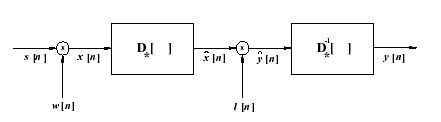 x
D*[ ]
x
D*^-1[ ]
s [n]
x [n]
x̂ [n]
ŷ [n]
y [n]
w[n]
l [n]